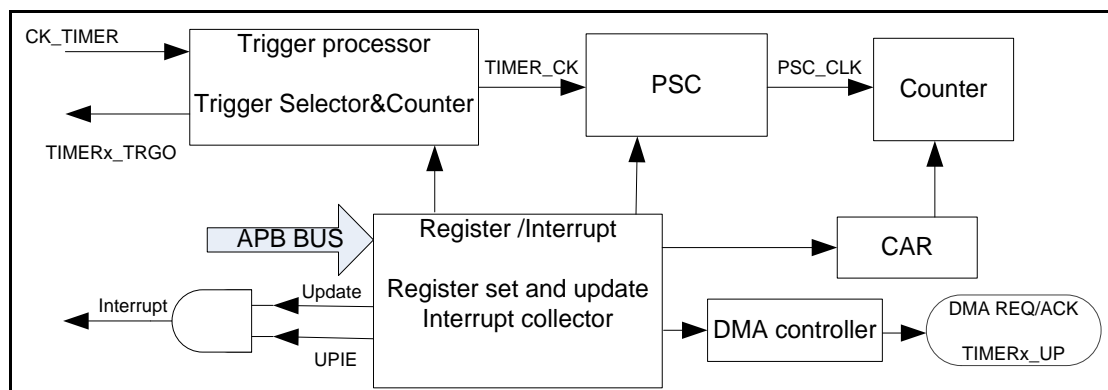 CK_TIMER
TIMERx_TRGO
Trigger processor
Trigger Selector&Counter
TIMER_CK
PSC
PSC_CLK
Counter
APB BUS
Register /Interrupt
Register set and update
Interrupt collector
CAR
Interrupt
Update
UPIE
DMA controller
DMA REQ/ACK
TIMERx_UP